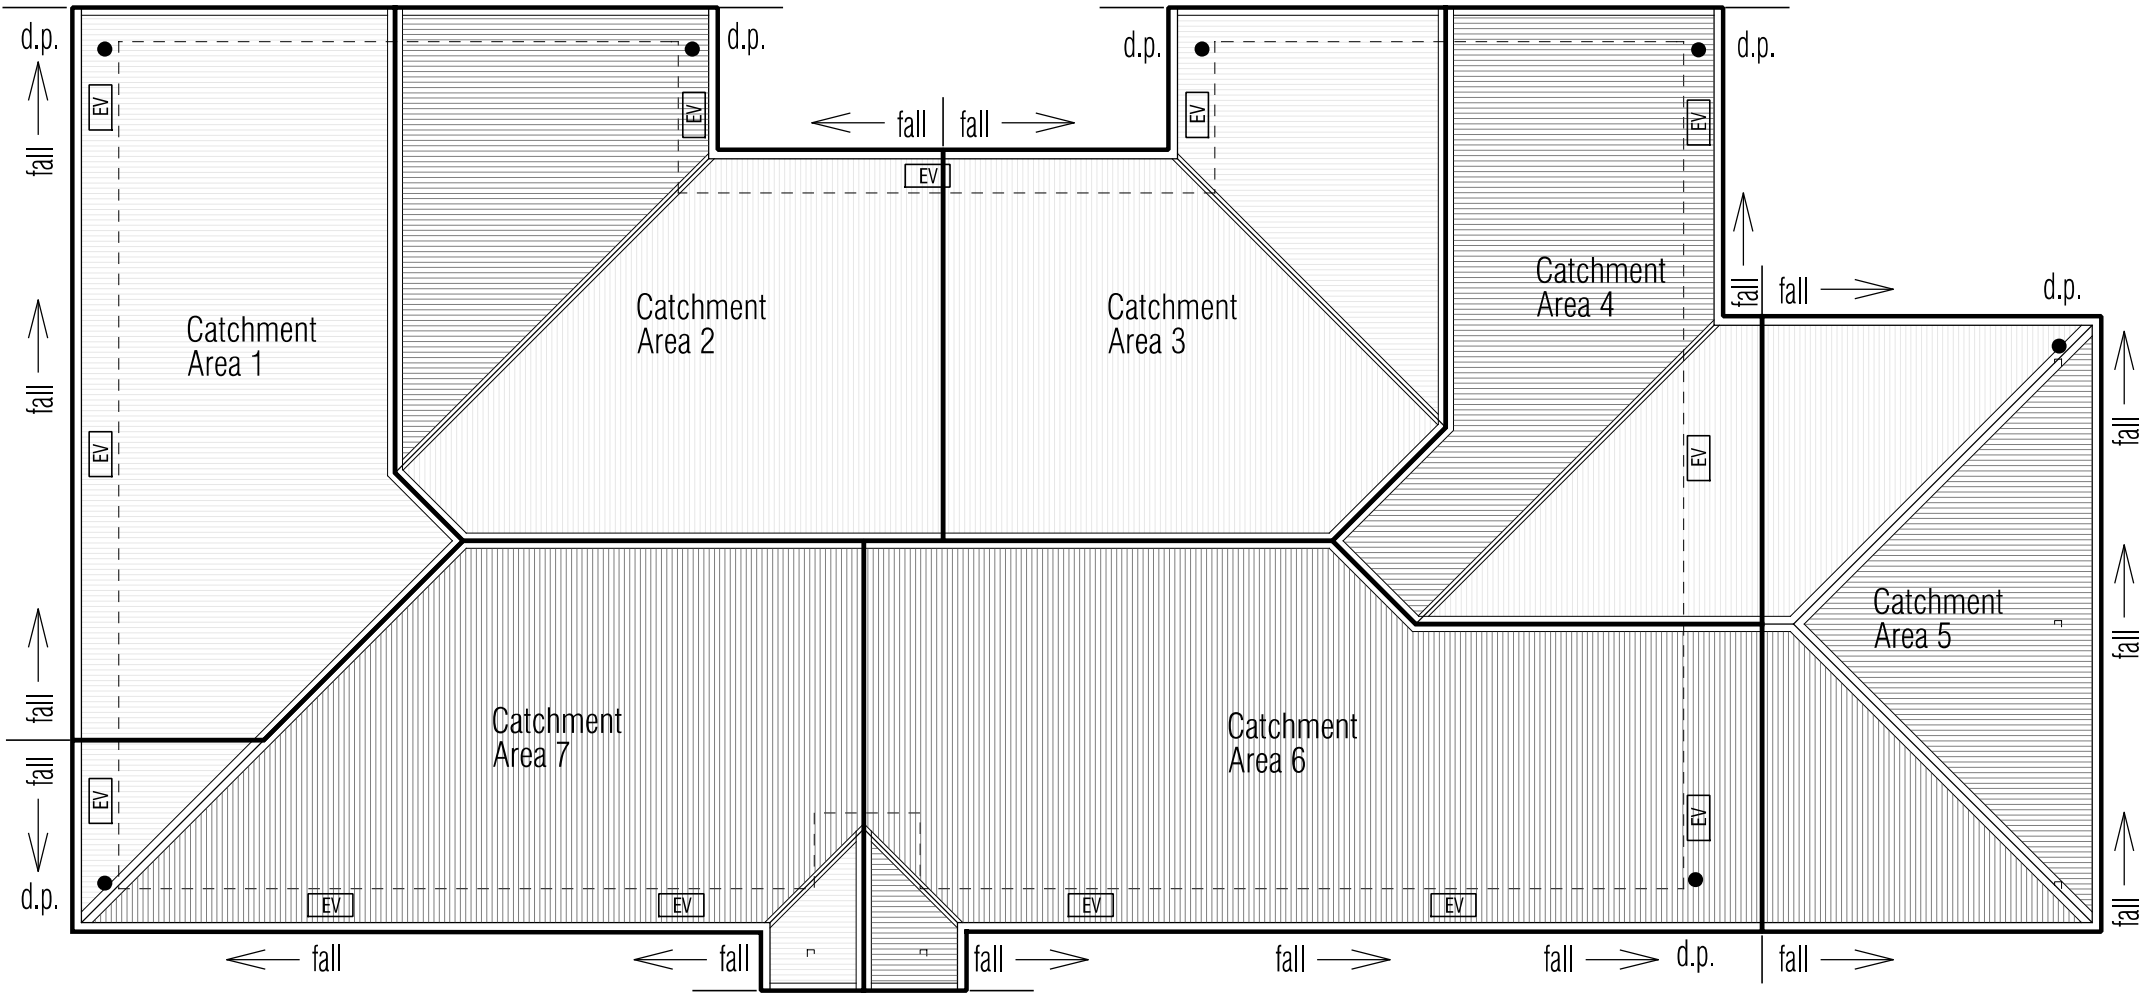 d.p.
d.p.
d.p.
d.p.
EV
EV
EV
EV
fall
fall
fall
EV
Catchment
Area 4
fall
fall
d.p.
Catchment
Area 1
Catchment
Area 2
Catchment
Area 3
fall
fall
EV
EV
Catchment
Area 5
fall
fall
Catchment
Area 7
Catchment
Area 6
fall
EV
EV
d.p.
EV
EV
EV
EV
fall
fall
fall
fall
fall
fall
d.p.
fall